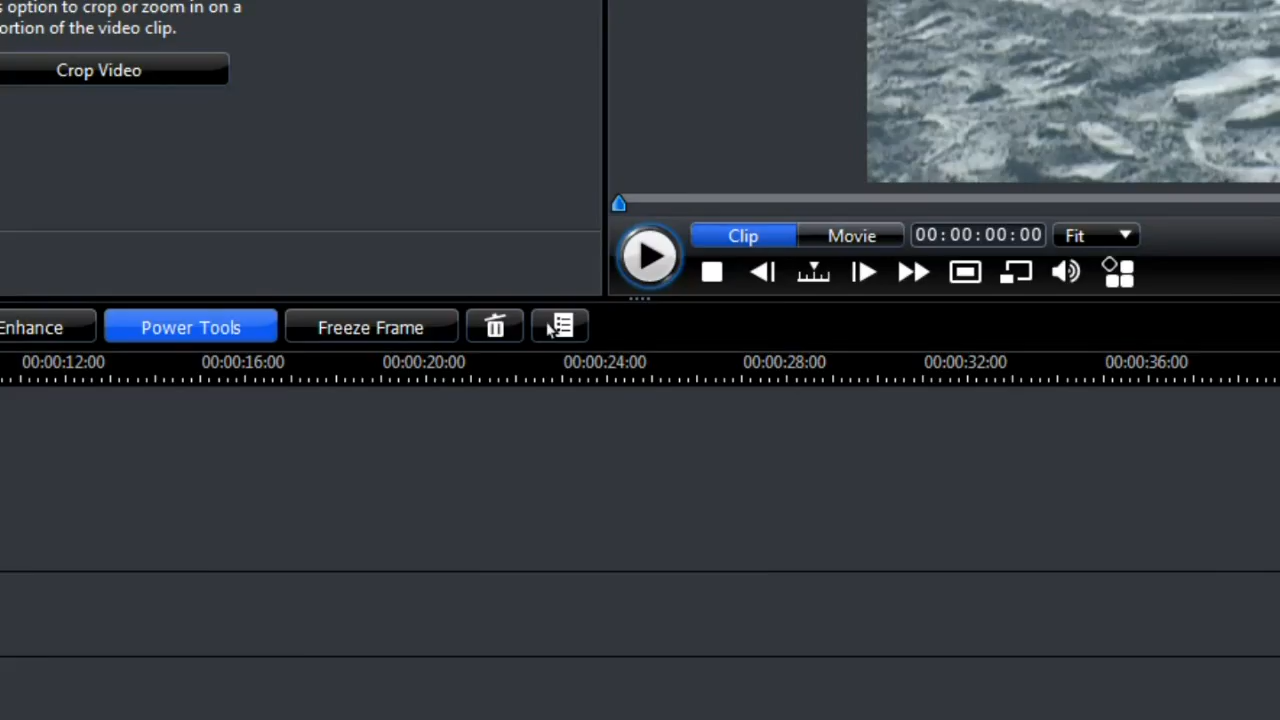 s option to crop or zoom in on a
ortion of the video clip.
Crop Video
Clip
Movie
00:00:00:00
Fit
Enhance
Power Tools
Freeze Frame
00:00:12:00
00:00:16:00
00:00:20:00
00:00:24:00
00:00:28:00
00:00:32:00
00:00:36:00